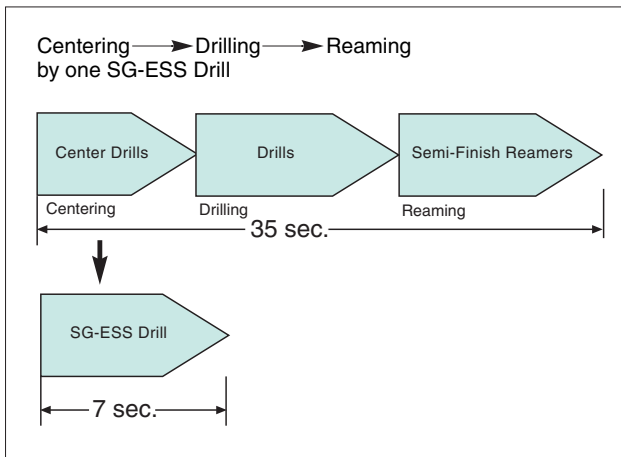 Centering → Drilling → Reaming
by one SG-ESS Drill
Center Drills
Drills
Semi-Finish Reamers
Centering
Drilling
Reaming
35 sec.
SG-ESS Drill
7 sec.